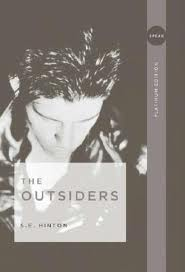 SPEAK
PLATINUM EDITION
THE
OUTSIDERS
S.E. HINTON